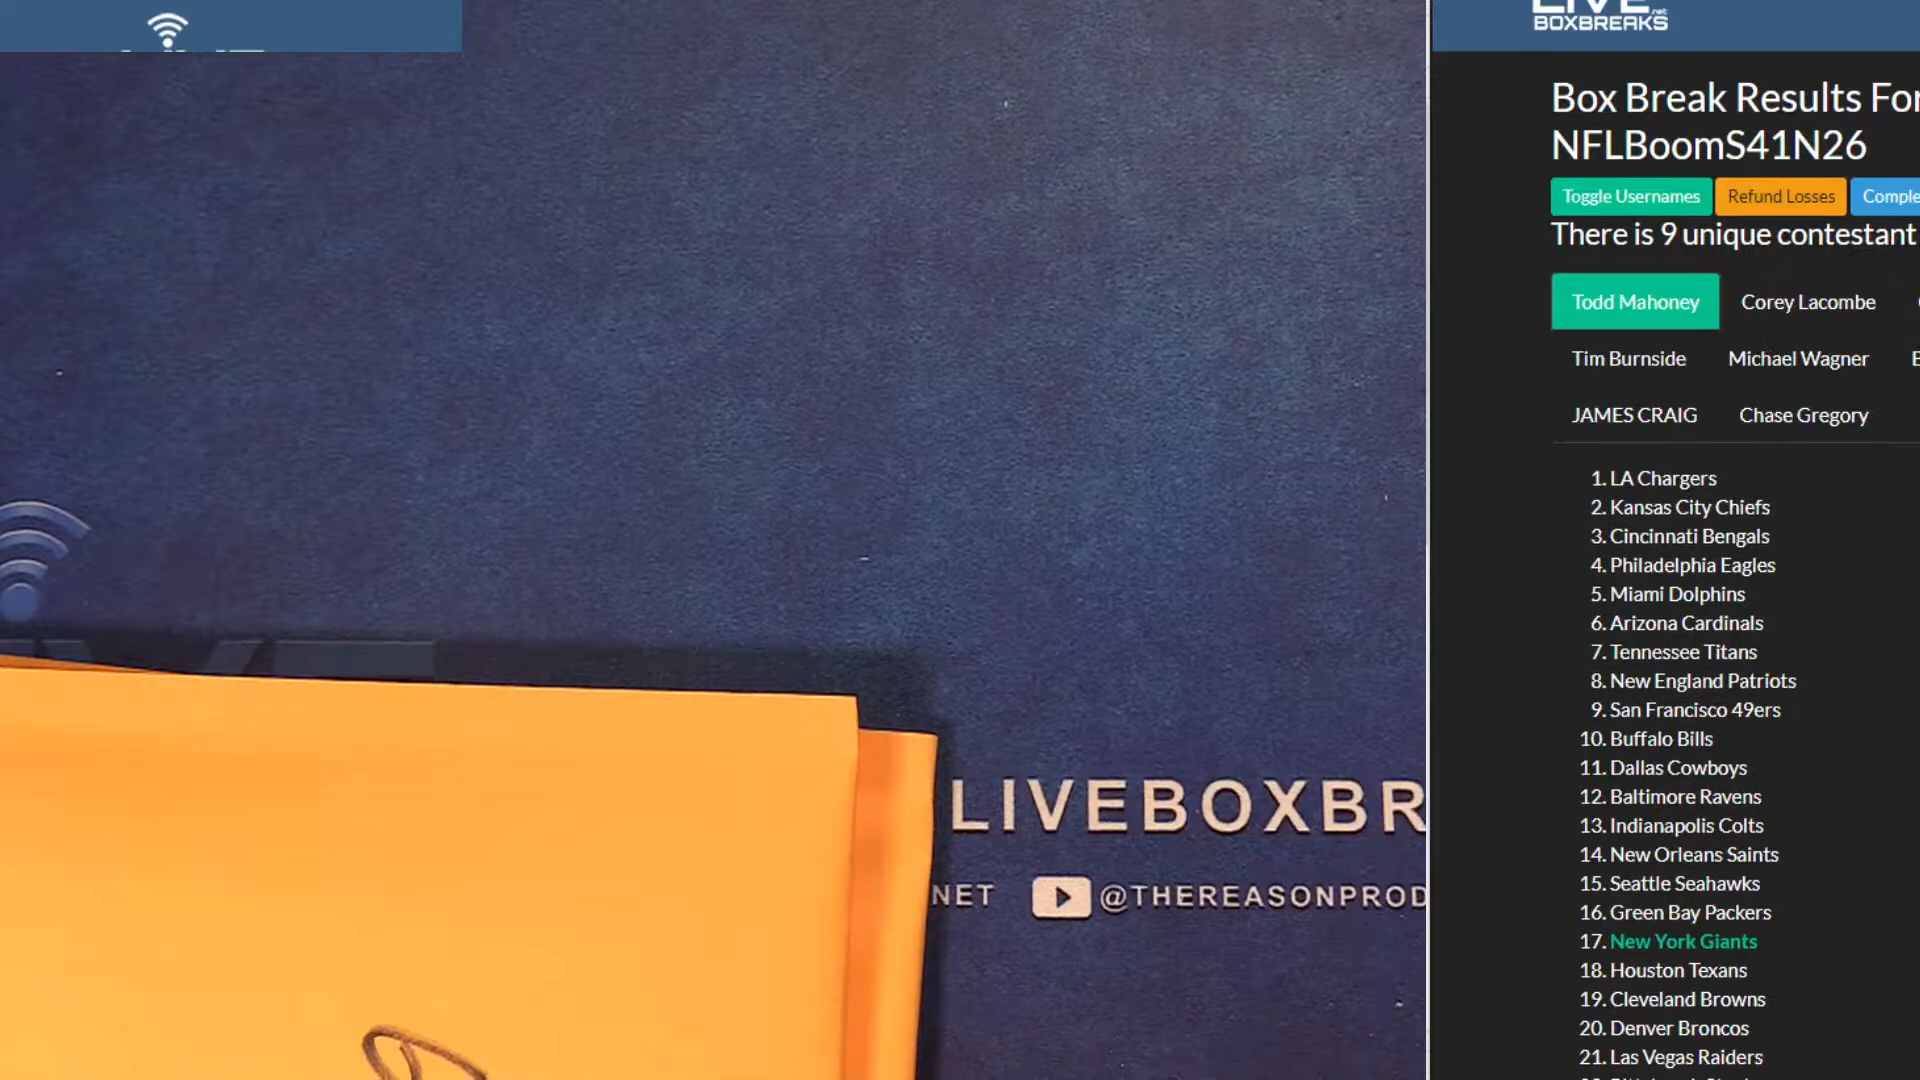 LIVE.net
BOXBREAKS
Box Break Results For
NFLBoomS41N26
Toggle Usernames
Refund Losses
Comple
There is 9 unique contestant
Todd Mahoney
Corey Lacombe
Tim Burnside
Michael Wagner
JAMES CRAIG
Chase Gregory
1. LA Chargers
2. Kansas City Chiefs
3. Cincinnati Bengals
4. Philadelphia Eagles
5. Miami Dolphins
6. Arizona Cardinals
7. Tennessee Titans
8. New England Patriots
9. San Francisco 49ers
10. Buffalo Bills
11. Dallas Cowboys
12. Baltimore Ravens
13. Indianapolis Colts
14. New Orleans Saints
15. Seattle Seahawks
16. Green Bay Packers
17. New York Giants
18. Houston Texans
19. Cleveland Browns
20. Denver Broncos
21. Las Vegas Raiders
LIVEBOXBR
NET
@THEREASONPROD